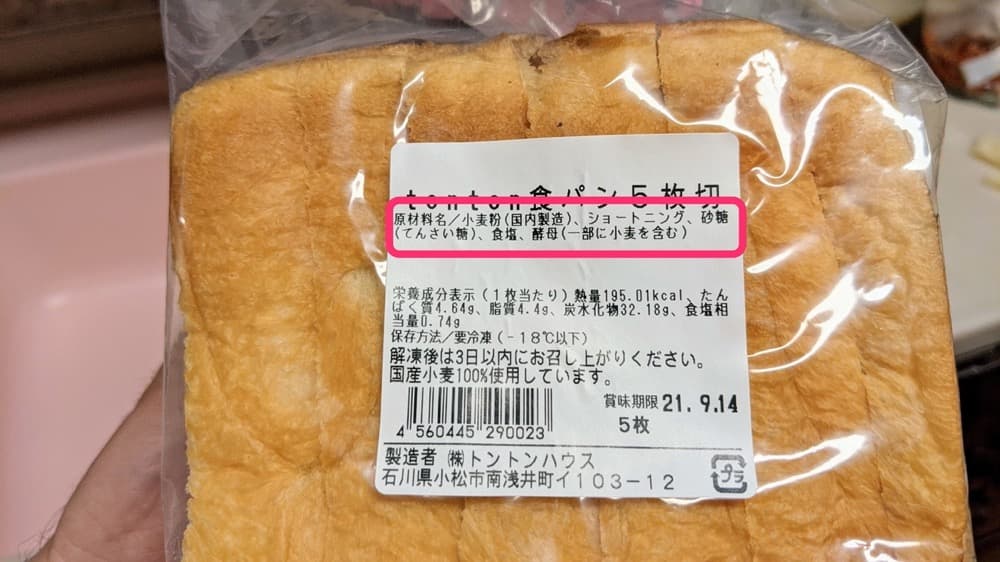 tonton食パン5枚切
原材料名／小麦粉(国内製造)、ショートニング、砂糖
(てんさい糖)、食塩、酵母(一部に小麦を含む)
栄養成分表示(1枚当たり)熱量195.01kcal、たん
ぱく質4.64g、脂質4.4g、炭水化物32.18g、食塩相
当量0.74g
保存方法／要冷凍(-18℃以下)
解凍後は3日以内にお召し上がりください。
国産小麦100%使用しています。
賞味期限 21. 9.14
5枚
4 560445 290023
製造者 ㈱トントンハウス
石川県小松市南浅井町イ103-12
プラ